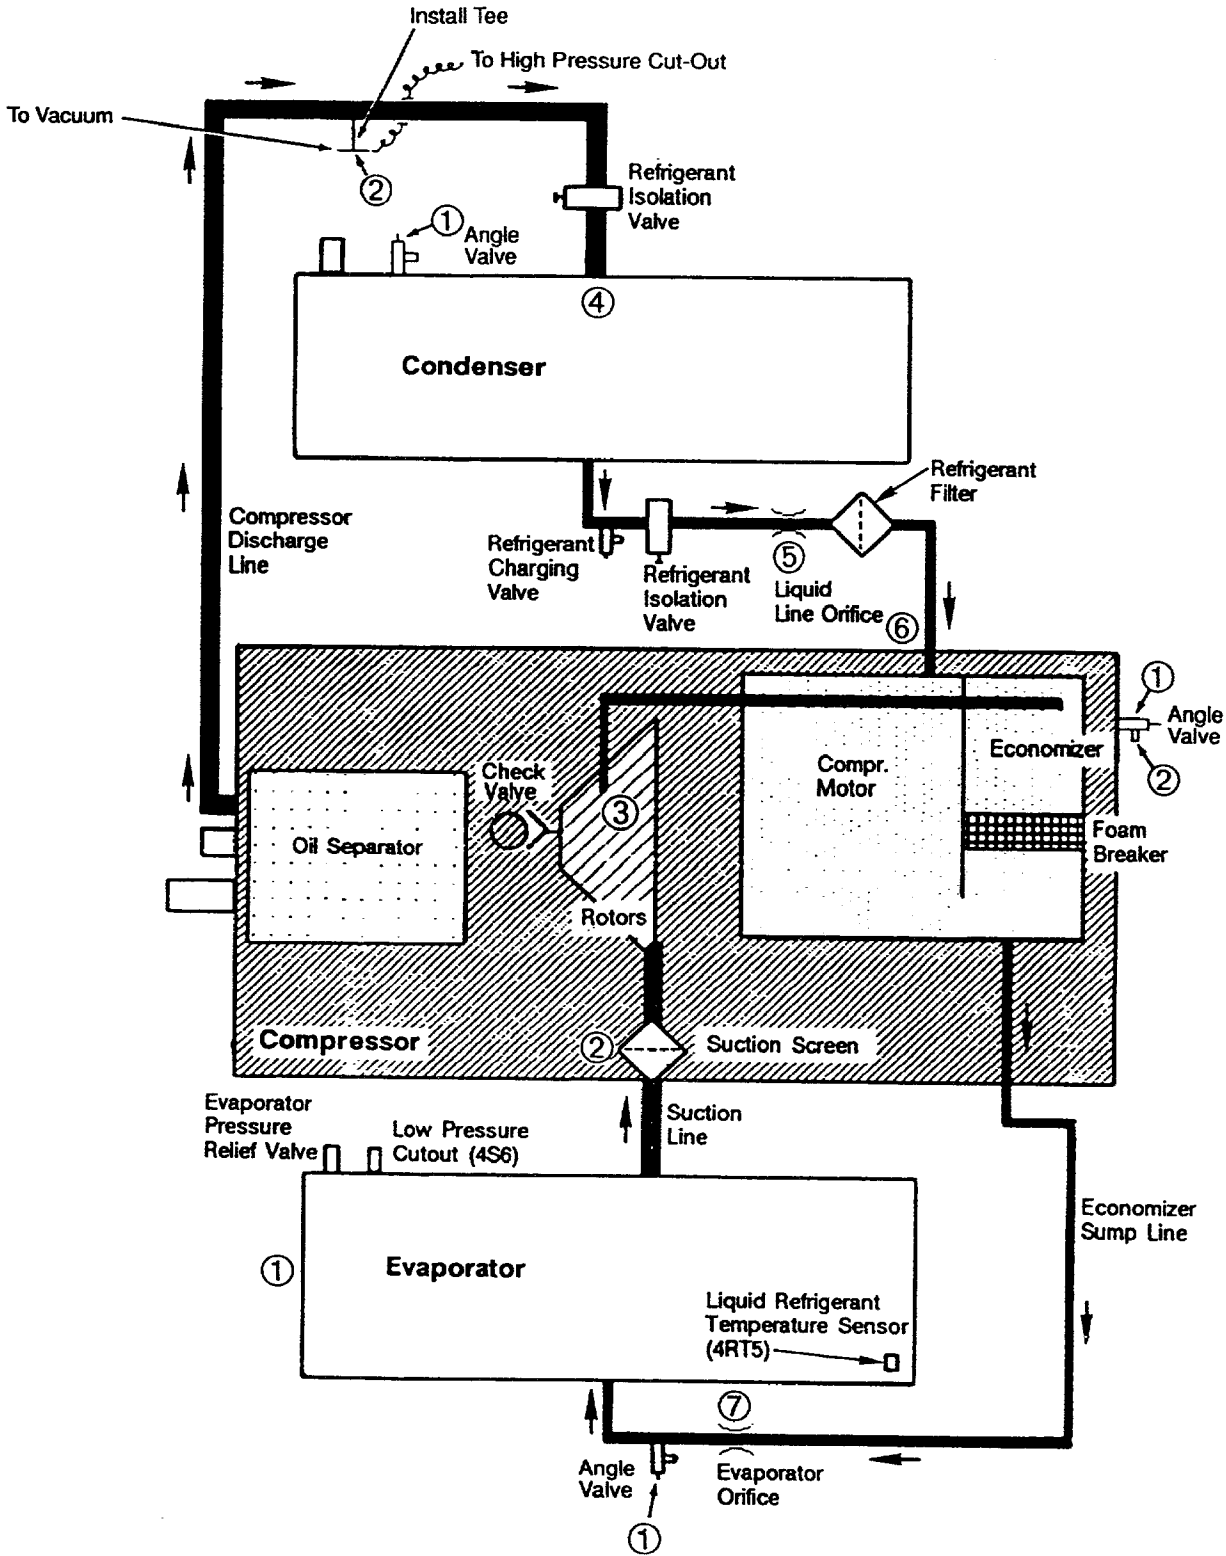 Install Tee
To High Pressure Cut-Out
To Vacuum
2
Refrigerant
Isolation
Valve
1
Angle
Valve
4
Condenser
Refrigerant
Filter
Compressor
Discharge
Line
Refrigerant
Charging
Valve
Refrigerant
Isolation
Valve
5
Liquid
Line Orifice
6
1
Angle
Valve
2
Economizer
Compr.
Motor
Check
Valve
3
Oil Separator
Foam
Breaker
Rotors
Compressor
2
Suction Screen
Evaporator
Pressure
Relief Valve
Low Pressure
Cutout (4S6)
Suction
Line
Economizer
Sump Line
1
Evaporator
Liquid Refrigerant
Temperature Sensor
(4RT5)
7
Angle
Valve
Evaporator
Orifice
1